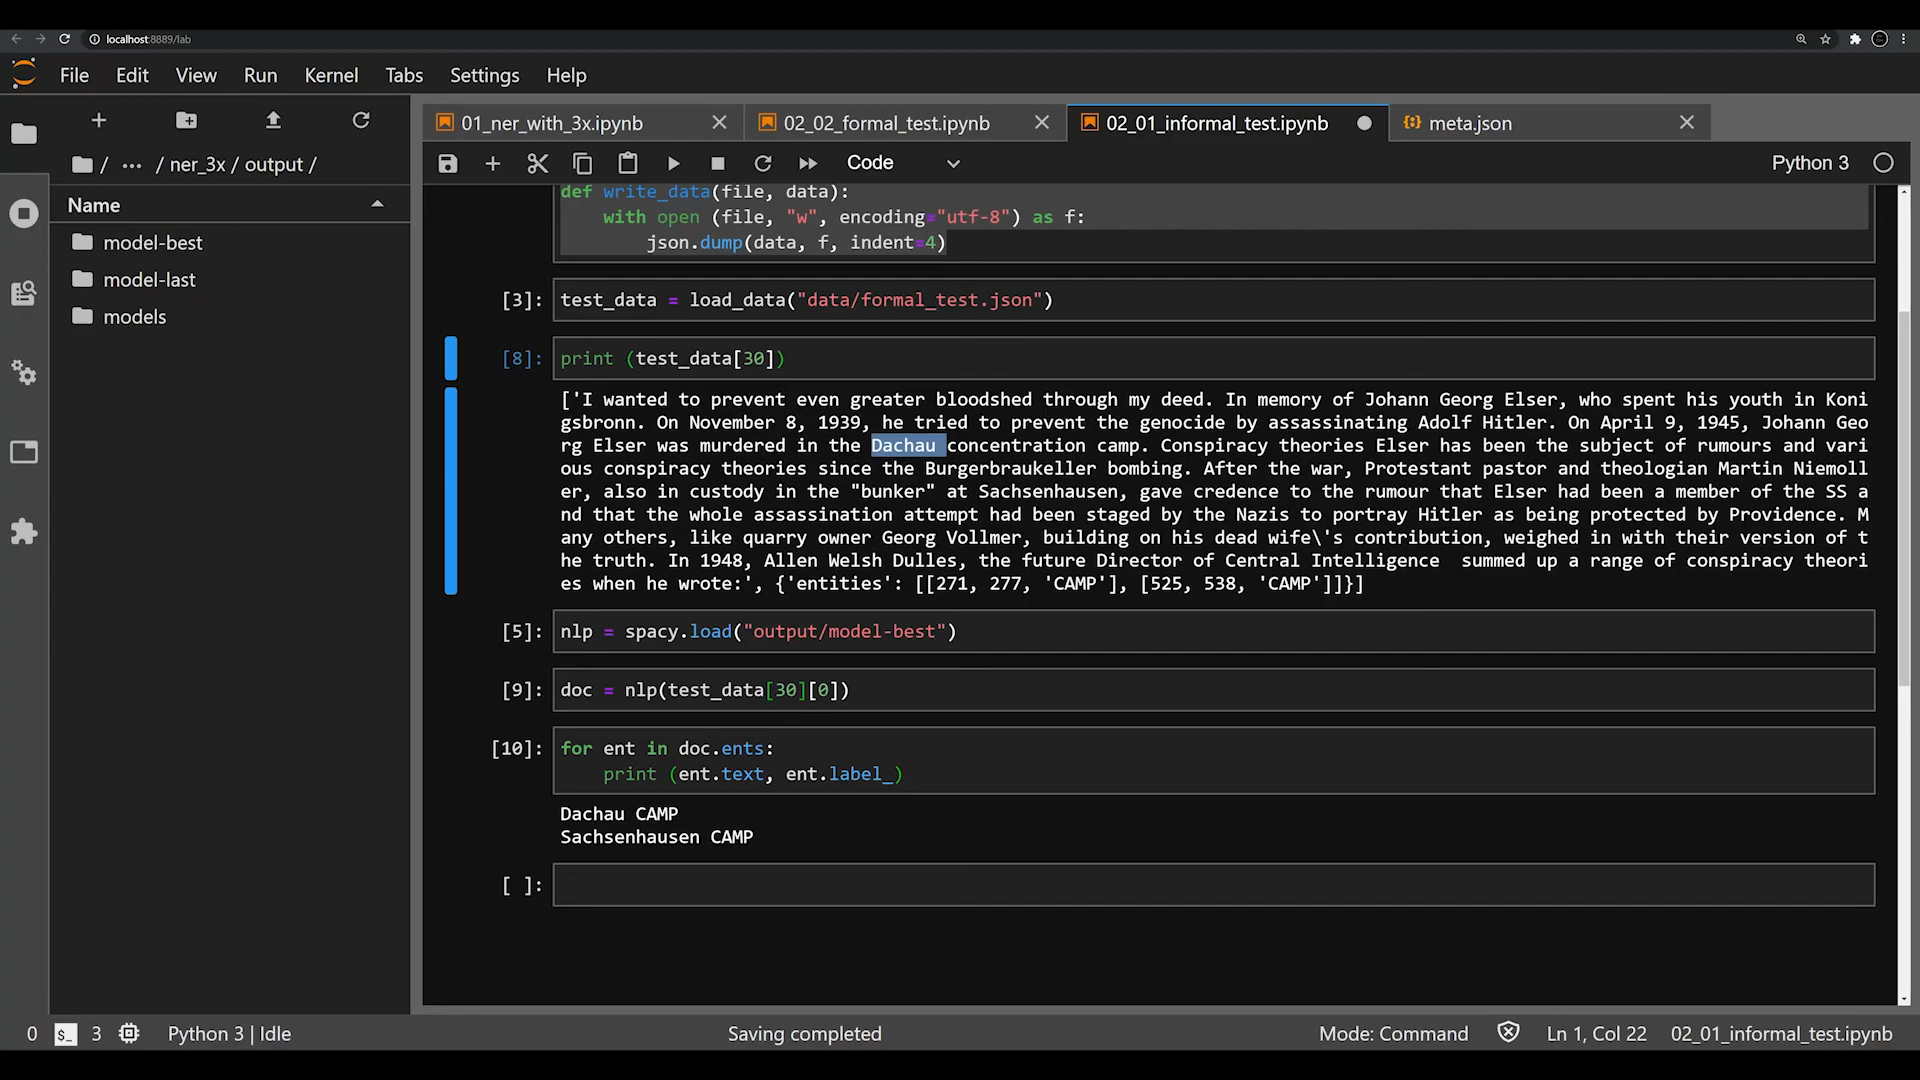 localhost:8889/lab
File Edit View Run Kernel Tabs Settings Help
01_ner_with_3x.ipynb 02_02_formal_test.ipynb 02_01_informal_test.ipynb meta.json
Code Python 3
/ ··· / ner_3x / output /
Name
model-best
model-last
models
def write_data(file, data):
with open (file, "w", encoding="utf-8") as f:
json.dump(data, f, indent=4)
[3]: test_data = load_data("data/formal_test.json")
[8]: print (test_data[30])
['I wanted to prevent even greater bloodshed through my deed. In memory of Johann Georg Elser, who spent his youth in Koni
gsbronn. On November 8, 1939, he tried to prevent the genocide by assassinating Adolf Hitler. On April 9, 1945, Johann Geo
rg Elser was murdered in the Dachau concentration camp. Conspiracy theories Elser has been the subject of rumours and vari
ous conspiracy theories since the Burgerbraukeller bombing. After the war, Protestant pastor and theologian Martin Niemoll
er, also in custody in the "bunker" at Sachsenhausen, gave credence to the rumour that Elser had been a member of the SS a
nd that the whole assassination attempt had been staged by the Nazis to portray Hitler as being protected by Providence. M
any others, like quarry owner Georg Vollmer, building on his dead wife\'s contribution, weighed in with their version of t
he truth. In 1948, Allen Welsh Dulles, the future Director of Central Intelligence  summed up a range of conspiracy theori
es when he wrote:', {'entities': [[271, 277, 'CAMP'], [525, 538, 'CAMP']]}]
[5]: nlp = spacy.load("output/model-best")
[9]: doc = nlp(test_data[30][0])
[10]: for ent in doc.ents:
print (ent.text, ent.label_)
Dachau CAMP
Sachsenhausen CAMP
[ ]:
0 $_ 3 Python 3 | Idle Saving completed Mode: Command Ln 1, Col 22 02_01_informal_test.ipynb